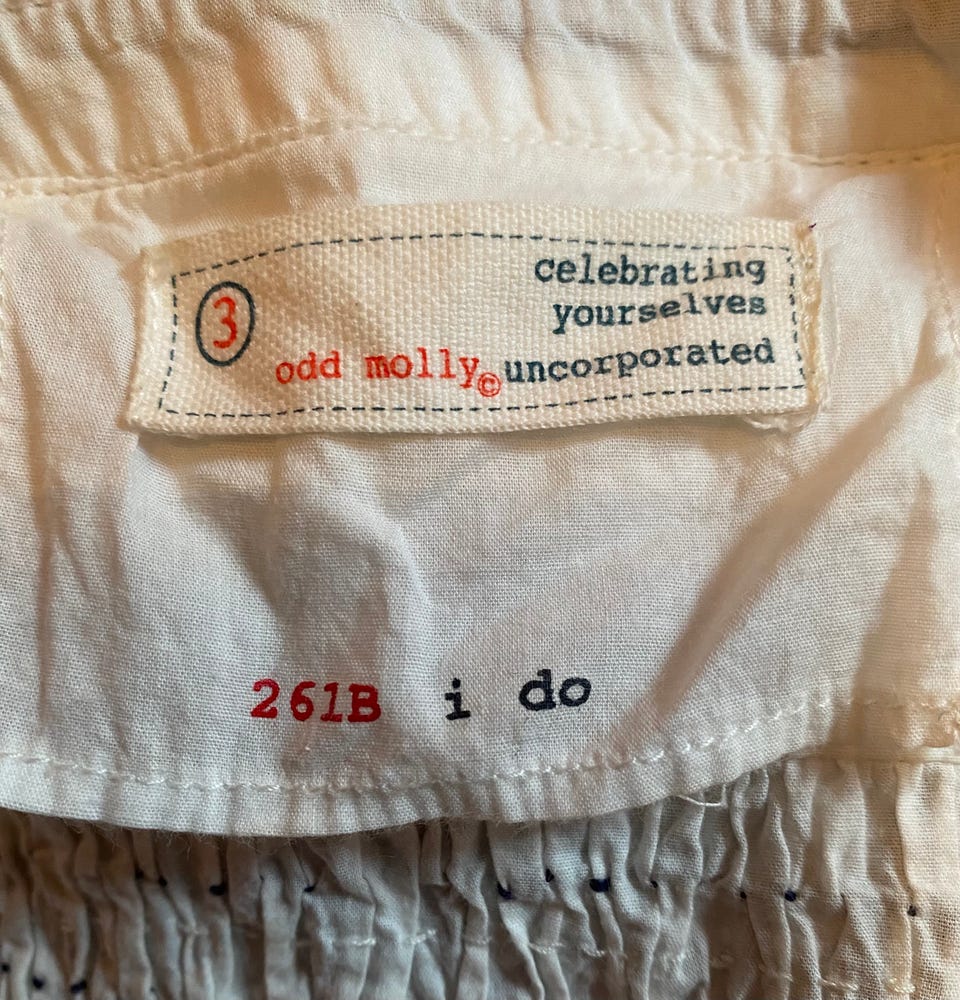 celebrating
yourselves
3 odd molly© uncorporated
261B i do